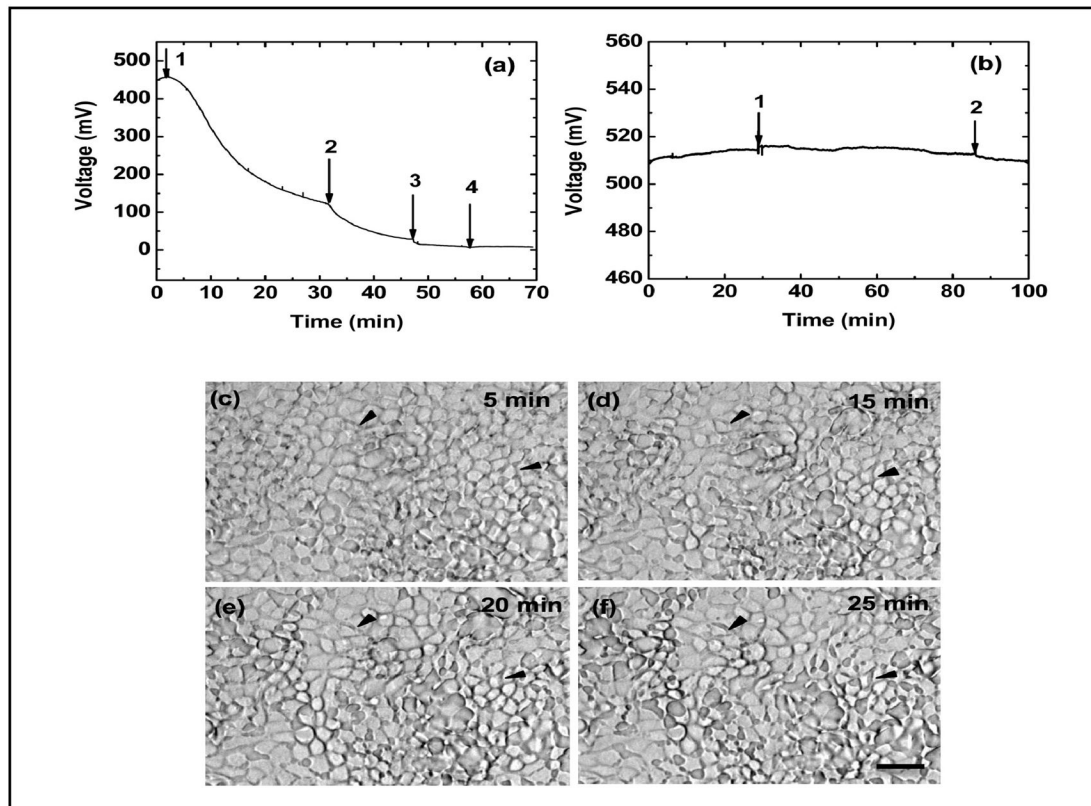 (a)
500
400
300
200
100
0
1
2
3
4
0 10 20 30 40 50 60 70
Voltage (mV)
Time (min)
(b)
560
540
520
500
480
460
1
2
0 20 40 60 80 100
Voltage (mV)
Time (min)
(c) 5 min
(d) 15 min
(e) 20 min
(f) 25 min